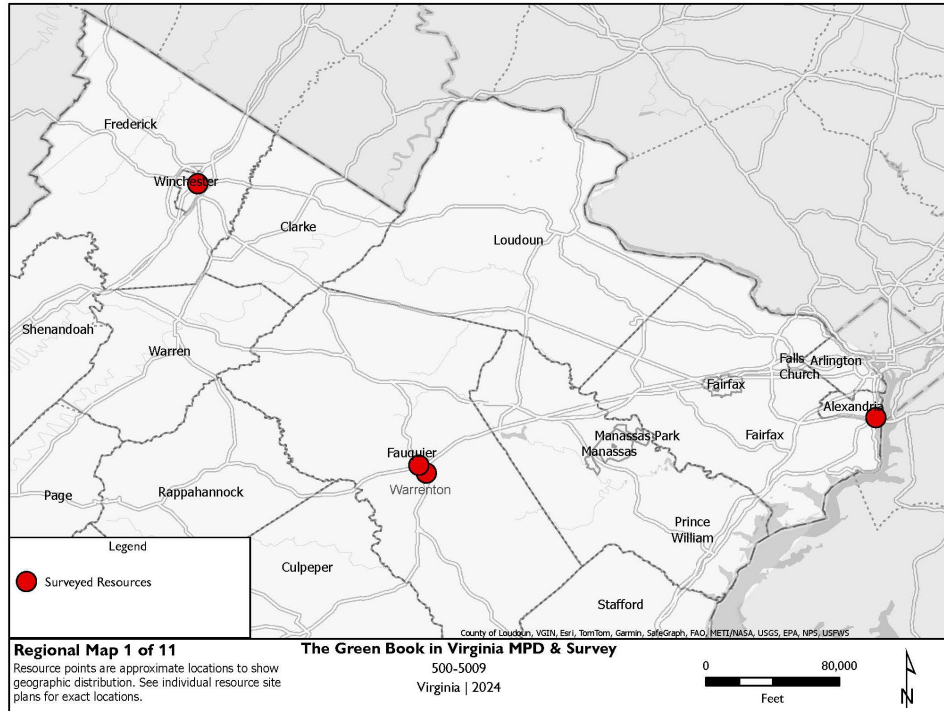 Frederick
Winchester
Clarke
Loudoun
Shenandoah
Warren
Falls
Church
Arlington
Fairfax
Alexandria
Fairfax
Manassas Park
Manassas
Fauquier
Warrenton
Page
Rappahannock
Prince
William
Culpeper
Stafford
Legend
Surveyed Resources
County of Loudoun, VGIN, Esri, TomTom, Garmin, SafeGraph, FAO, METI/NASA, USGS, EPA, NPS, USFWS
Regional Map 1 of 11
Resource points are approximate locations to show
geographic distribution. See individual resource site
plans for exact locations.
The Green Book in Virginia MPD & Survey
500-5009
Virginia | 2024
0 80,000
Feet
N